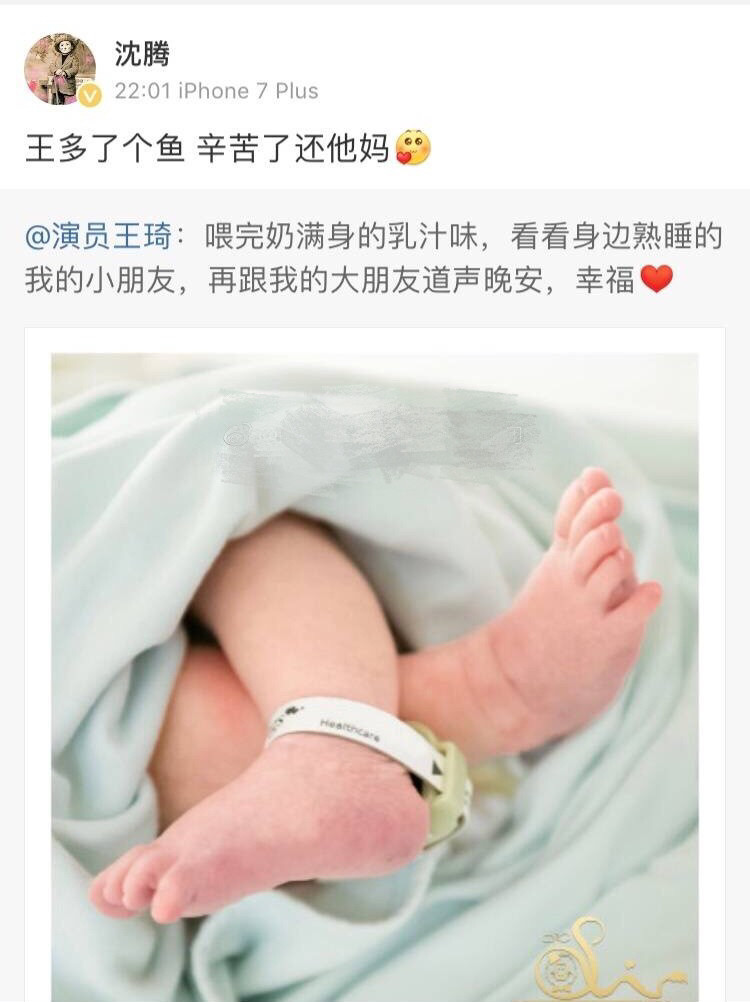 沈腾
22:01 iPhone 7 Plus
王多了个鱼 辛苦了还他妈
@演员王琦：喂完奶满身的乳汁味，看看身边熟睡的
我的小朋友，再跟我的大朋友道声晚安，幸福
Healthcare